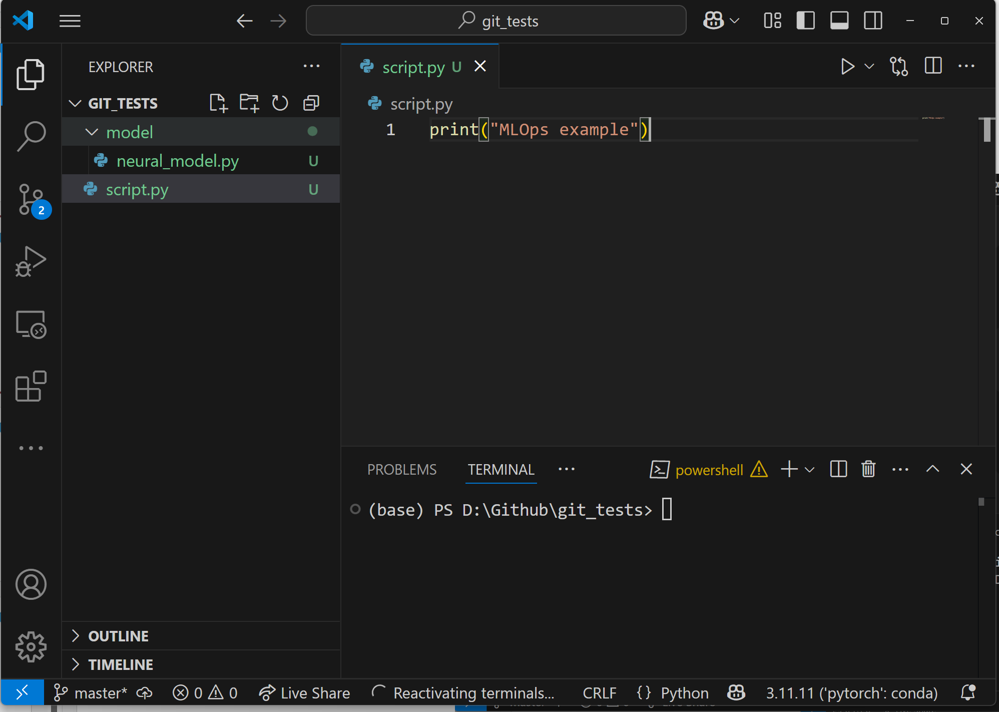 git_tests
EXPLORER
GIT_TESTS
model
neural_model.py U
script.py U
2
script.py U
script.py
1 print("MLOps example")
PROBLEMS TERMINAL
powershell
(base) PS D:\Github\git_tests>
OUTLINE
TIMELINE
master* 0 0 Live Share Reactivating terminals... CRLF {} Python 3.11.11 ('pytorch': conda)